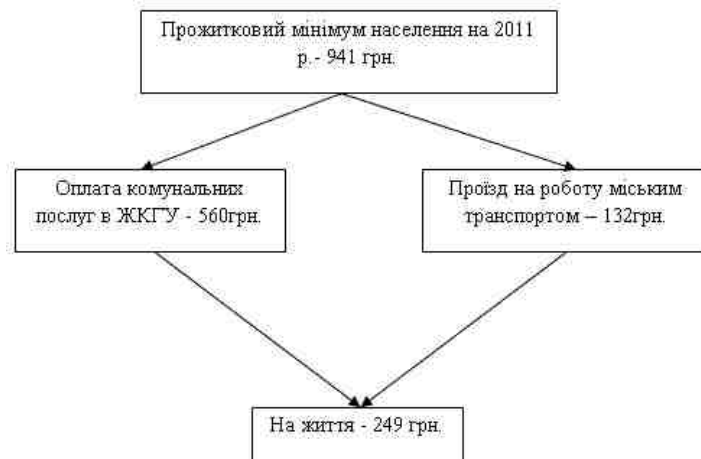 Прожитковий мінімум населення на 2011
р.- 941 грн.
Оплата комунальних
послуг в ЖКГУ - 560грн.
Проїзд на роботу міським
транспортом – 132грн.
На життя - 249 грн.